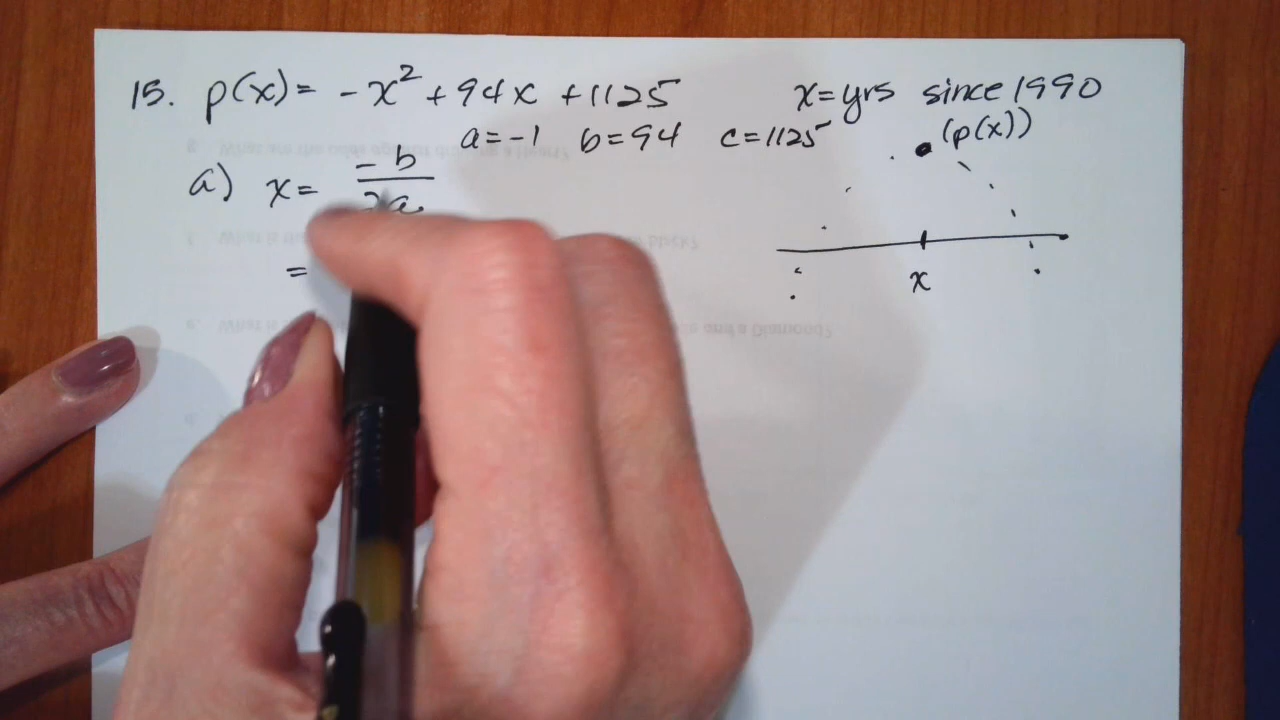 15. p(x) = -x² + 94x + 1125 x = yrs since 1990
a = -1 b = 94 c = 1125 (p(x))
a) x = -b / 2a
=
x